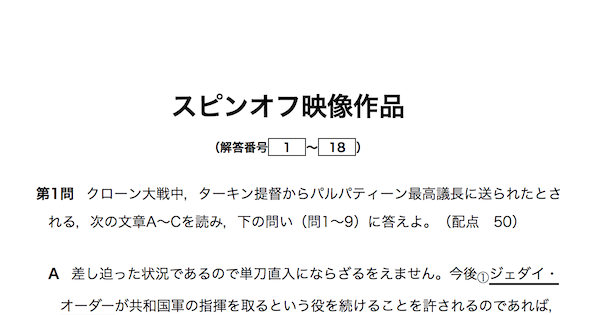 スピンオフ映像作品
（解答番号 1 〜 18 ）
第1問　クローン大戦中，ターキン提督からパルパティーン最高議長に送られたとさ
れる，次の文章A〜Cを読み，下の問い（問1〜9）に答えよ。（配点　50）
A　差し迫った状況であるので単刀直入にならざるをえません。今後①ジェダイ・
オーダーが共和国軍の指揮を取るという役を続けることを許されるのであれば，